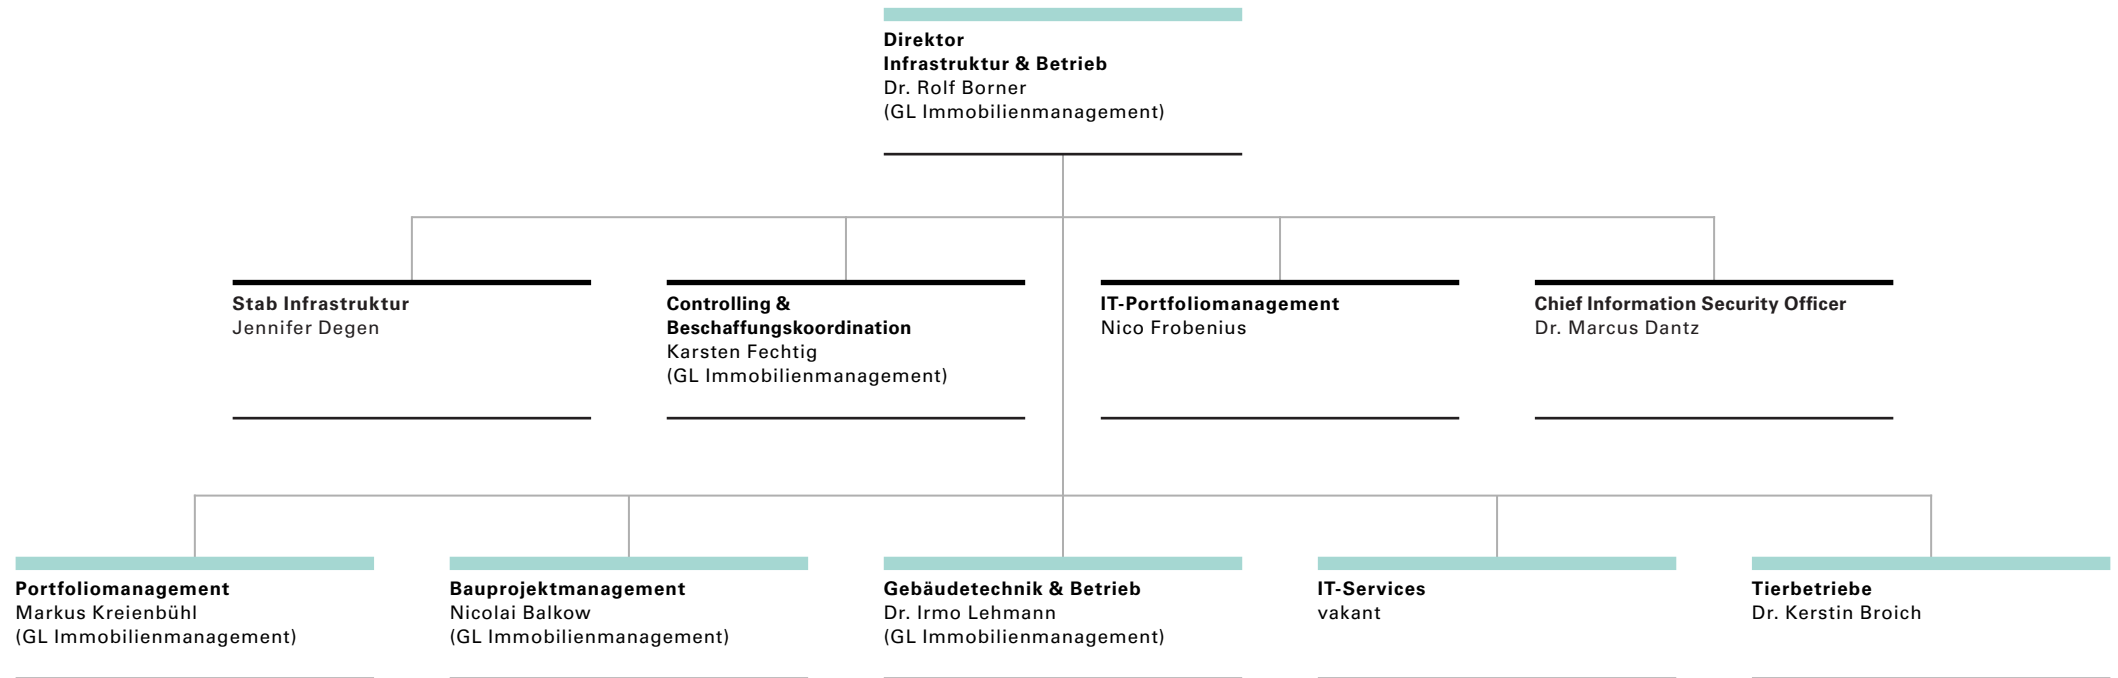 Direktor
Infrastruktur & Betrieb
Dr. Rolf Borner
(GL Immobilienmanagement)
Stab Infrastruktur
Jennifer Degen
Controlling &
Beschaffungskoordination
Karsten Fechtig
(GL Immobilienmanagement)
IT-Portfoliomanagement
Nico Frobenius
Chief Information Security Officer
Dr. Marcus Dantz
Portfoliomanagement
Markus Kreienbühl
(GL Immobilienmanagement)
Bauprojektmanagement
Nicolai Balkow
(GL Immobilienmanagement)
Gebäudetechnik & Betrieb
Dr. Irmo Lehmann
(GL Immobilienmanagement)
IT-Services
vakant
Tierbetriebe
Dr. Kerstin Broich